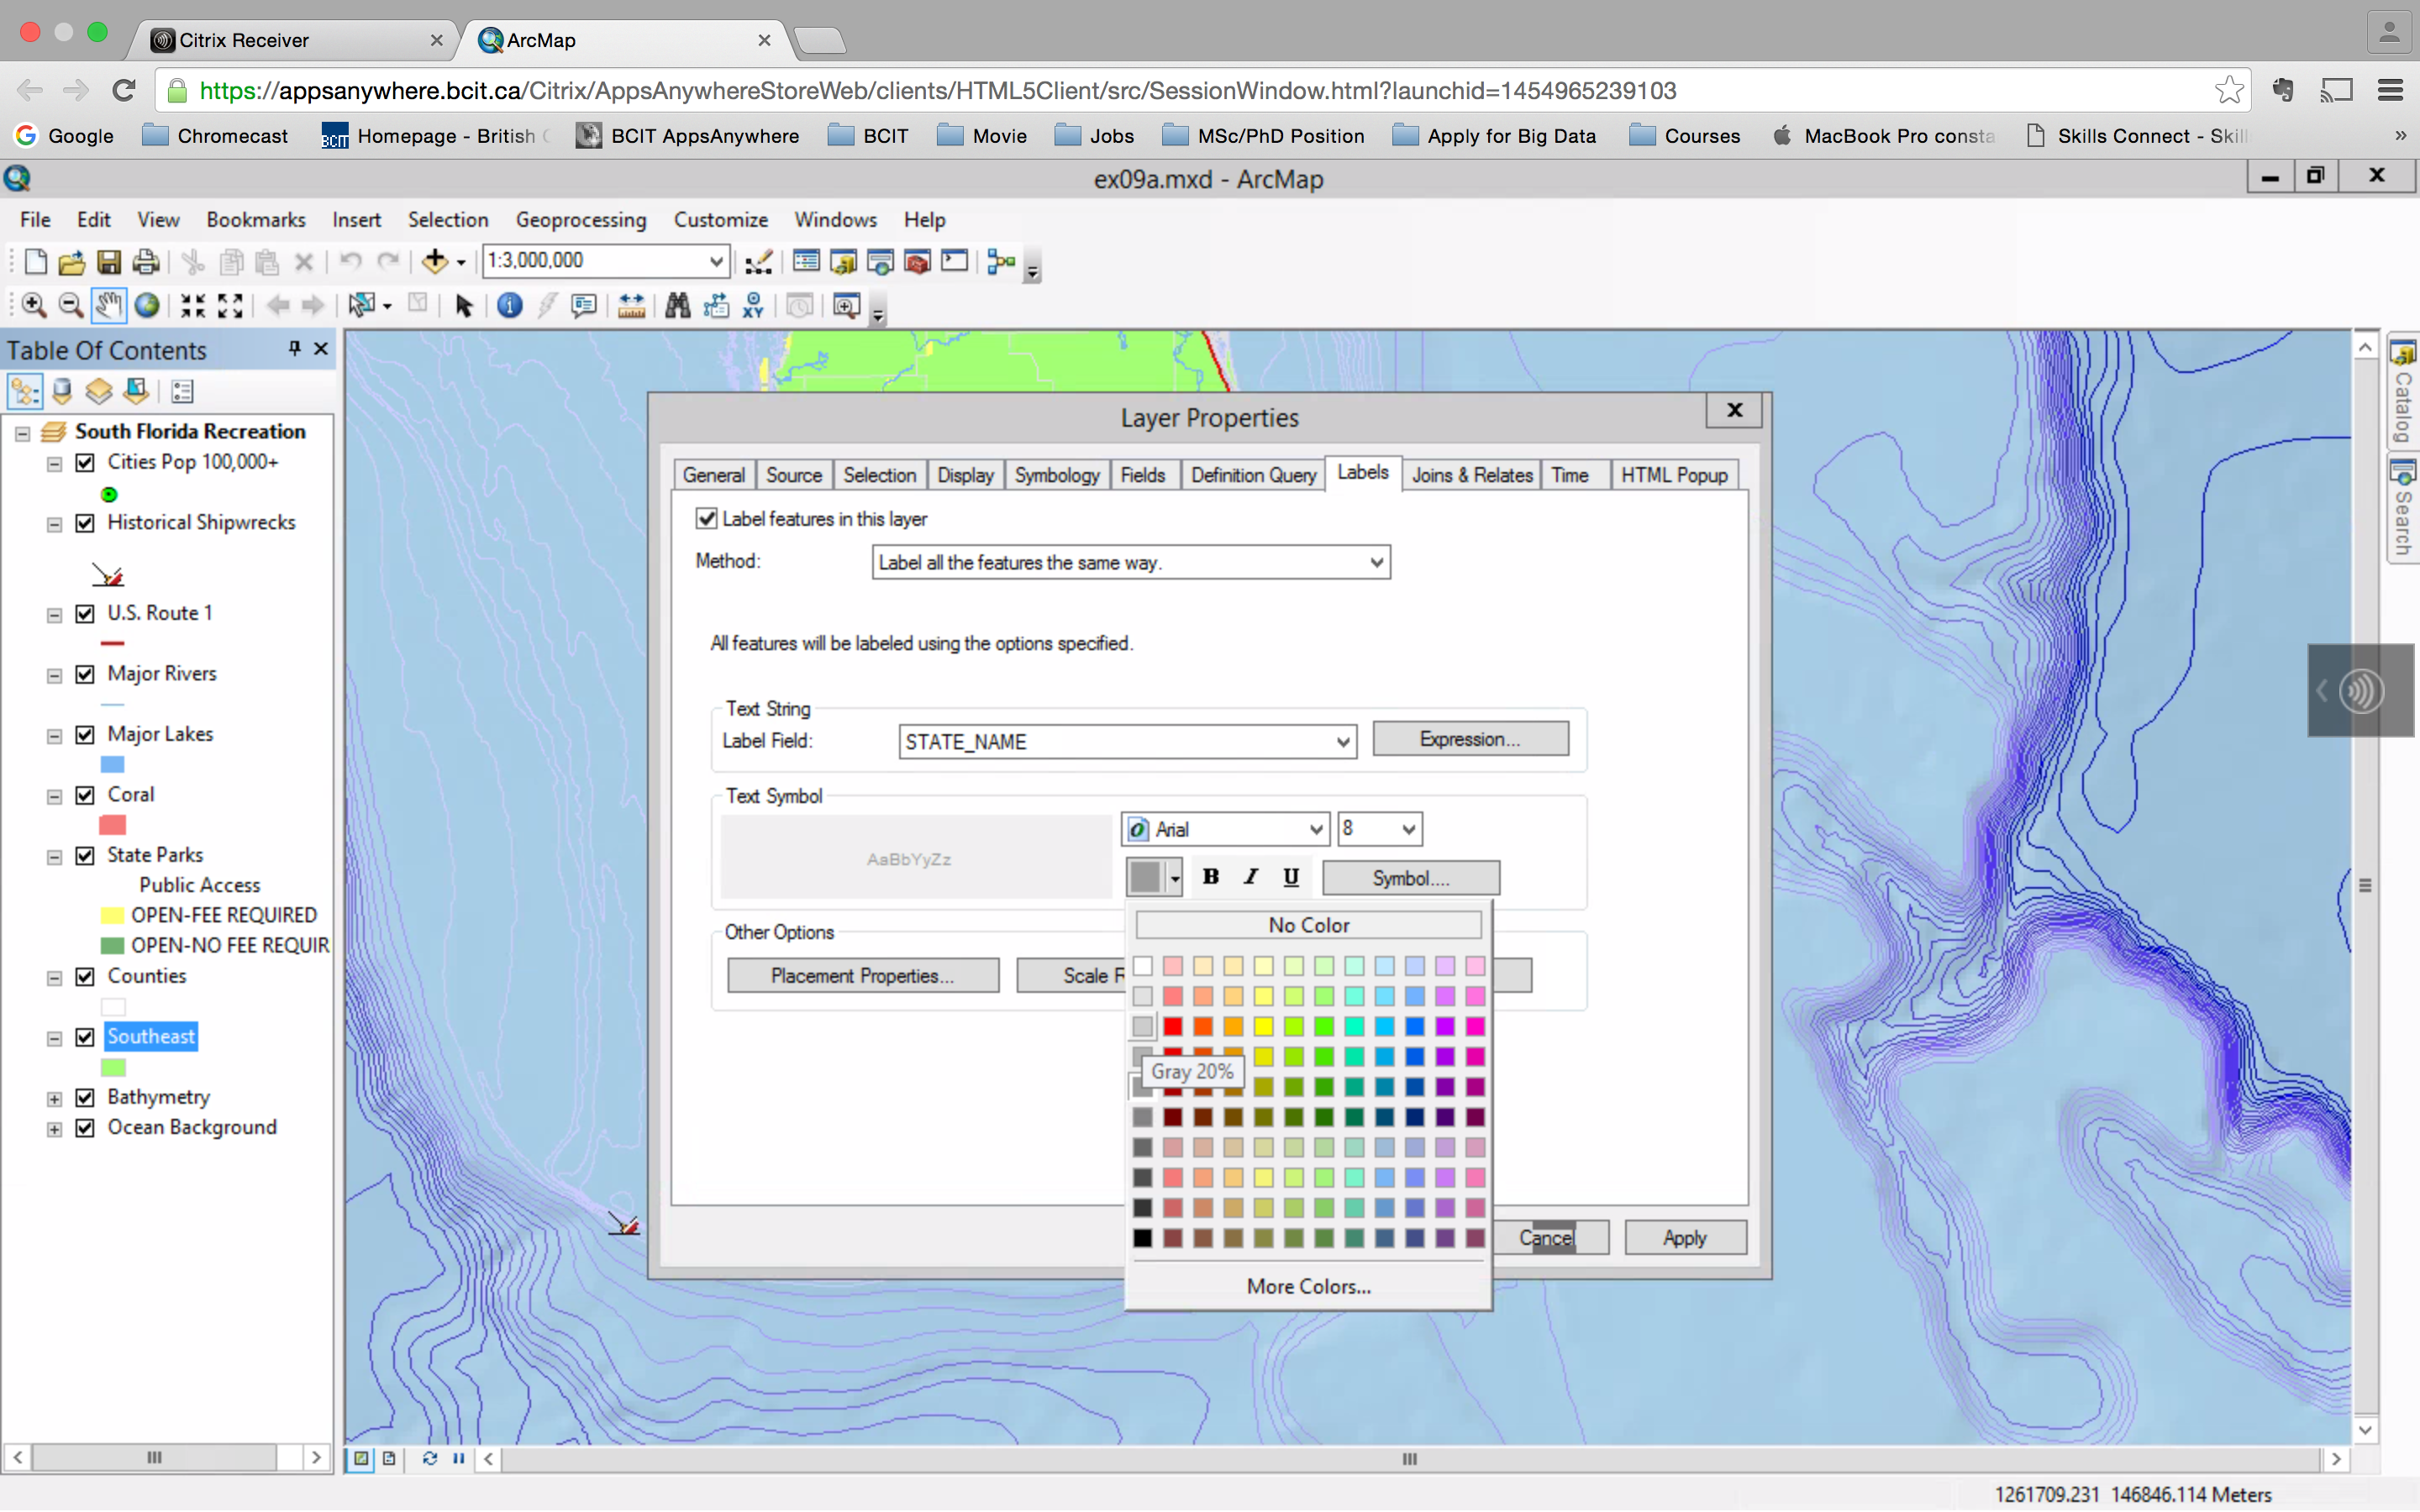 Citrix Receiver
ArcMap
https://appsanywhere.bcit.ca/Citrix/AppsAnywhereStoreWeb/clients/HTML5Client/src/SessionWindow.html?launchid=1454965239103
Google
Chromecast
BCIT
Homepage - British
BCIT AppsAnywhere
BCIT
Movie
Jobs
MSc/PhD Position
Apply for Big Data
Courses
MacBook Pro consta
Skills Connect - Skil
»
ex09a.mxd - ArcMap
File Edit View Bookmarks Insert Selection Geoprocessing Customize Windows Help
1:3,000,000
XY
Table Of Contents
South Florida Recreation
Cities Pop 100,000+
Historical Shipwrecks
U.S. Route 1
Major Rivers
Major Lakes
Coral
State Parks
Public Access
OPEN-FEE REQUIRED
OPEN-NO FEE REQUIR
Counties
Southeast
Bathymetry
Ocean Background
Layer Properties
General Source Selection Display Symbology Fields Definition Query Labels Joins & Relates Time HTML Popup
Label features in this layer
Method:
Label all the features the same way.
All features will be labeled using the options specified.
Text String
Label Field:
STATE_NAME
Expression...
Text Symbol
AaBbYyZz
Arial
8
B I U
Symbol....
Other Options
Placement Properties...
Scale R
No Color
Gray 20%
More Colors...
Cancel
Apply
Catalog
Search
1261709.231 146846.114 Meters